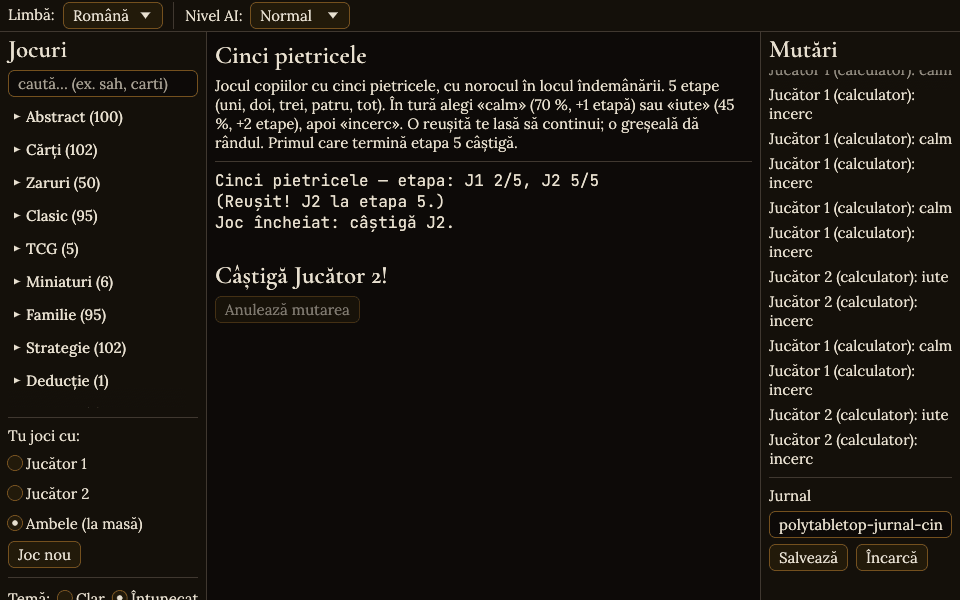 Limbă: Română Nivel AI: Normal
Jocuri
caută... (ex. sah, carti)
Abstract (100)
Cărți (102)
Zaruri (50)
Clasic (95)
TCG (5)
Miniaturi (6)
Familie (95)
Strategie (102)
Deducție (1)
Tu joci cu:
Jucător 1
Jucător 2
Ambele (la masă)
Joc nou
Temă: Clar Întunecat
Cinci pietricele
Jocul copiilor cu cinci pietricele, cu norocul în locul îndemânării. 5 etape
(uni, doi, trei, patru, tot). În tură alegi «calm» (70 %, +1 etapă) sau «iute» (45
%, +2 etape), apoi «incerc». O reușită te lasă să continui; o greșeală dă
rândul. Primul care termină etapa 5 câștigă.
Cinci pietricele — etapa: J1 2/5, J2 5/5
(Reușit! J2 la etapa 5.)
Joc încheiat: câștigă J2.
Câștigă Jucător 2!
Anulează mutarea
Mutări
Jucător 1 (calculator): calm
Jucător 1 (calculator):
incerc
Jucător 1 (calculator): calm
Jucător 1 (calculator):
incerc
Jucător 1 (calculator): calm
Jucător 1 (calculator):
incerc
Jucător 2 (calculator): iute
Jucător 2 (calculator):
incerc
Jucător 1 (calculator): calm
Jucător 1 (calculator):
incerc
Jucător 2 (calculator): iute
Jucător 2 (calculator):
incerc
Jurnal
polytabletop-jurnal-cin
Salvează Încarcă